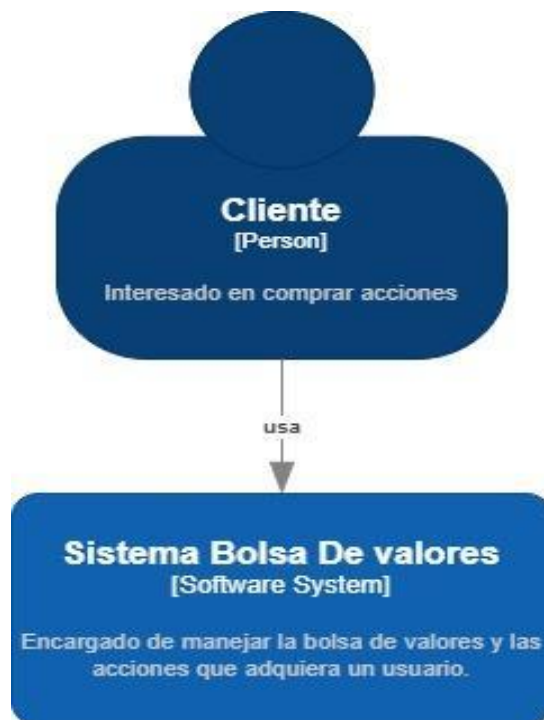 Cliente
[Person]
Interesado en comprar acciones
usa
Sistema Bolsa De valores
[Software System]
Encargado de manejar la bolsa de valores y las
acciones que adquiera un usuario.